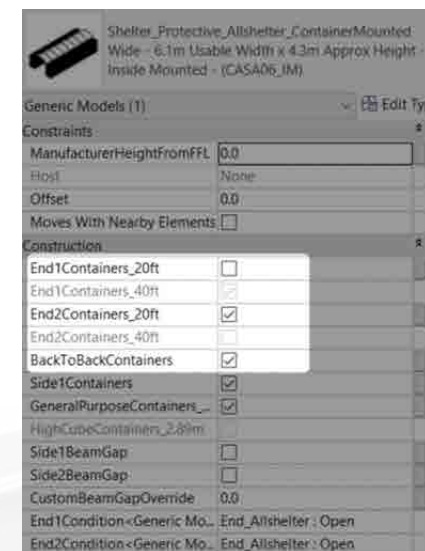 Shelter_Protective_Allshelter_ContainerMounted
Wide - 6.1m Usable Width x 4.3m Approx Height -
Inside Mounted - (CASA06_IM)
Generic Models (1) Edit Ty
Constraints
ManufacturerHeightFromFFL 0.0
Host None
Offset 0.0
Moves With Nearby Elements
Construction
End1Containers_20ft
End1Containers_40ft
End2Containers_20ft
End2Containers_40ft
BackToBackContainers
Side1Containers
GeneralPurposeContainers_...
HighCubeContainers_2.89m
Side1BeamGap
Side2BeamGap
CustomBeamGapOverride 0.0
End1Condition<Generic Mo... End_Allshelter : Open
End2Condition<Generic Mo... End_Allshelter : Open